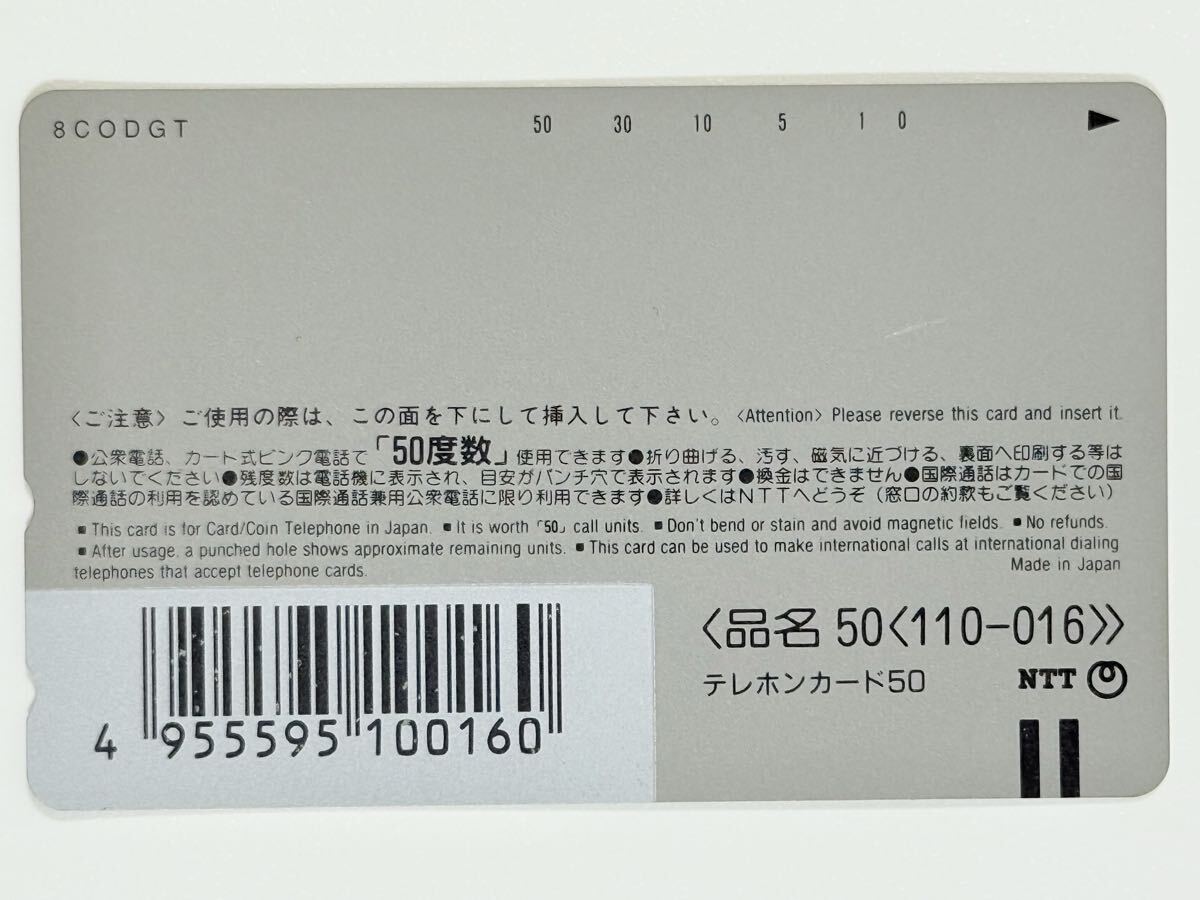 8CODGT
50 30 10 5 1 0
〈ご注意〉ご使用の際は、この面を下にして挿入して下さい。〈Attention〉Please reverse this card and insert it.
●公衆電話、カード式ピンク電話で「50度数」使用できます●折り曲げる、汚す、磁気に近づける、裏面へ印刷する等は
しないでください●残度数は電話機に表示され、目安がパンチ穴で表示されます●換金はできません●国際通話はカードでの国
際通話の利用を認めている国際通話兼用公衆電話に限り利用できます●詳しくはNTTへどうぞ（窓口の約款もご覧ください）
■ This card is for Card/Coin Telephone in Japan. ■ It is worth「50」call units. ■ Don't bend or stain and avoid magnetic fields. ■ No refunds.
■ After usage, a punched hole shows approximate remaining units. ■ This card can be used to make international calls at international dialing
telephones that accept telephone cards. Made in Japan
〈品名 50〈110-016〉〉
テレホンカード50 NTT
4 955595 100160